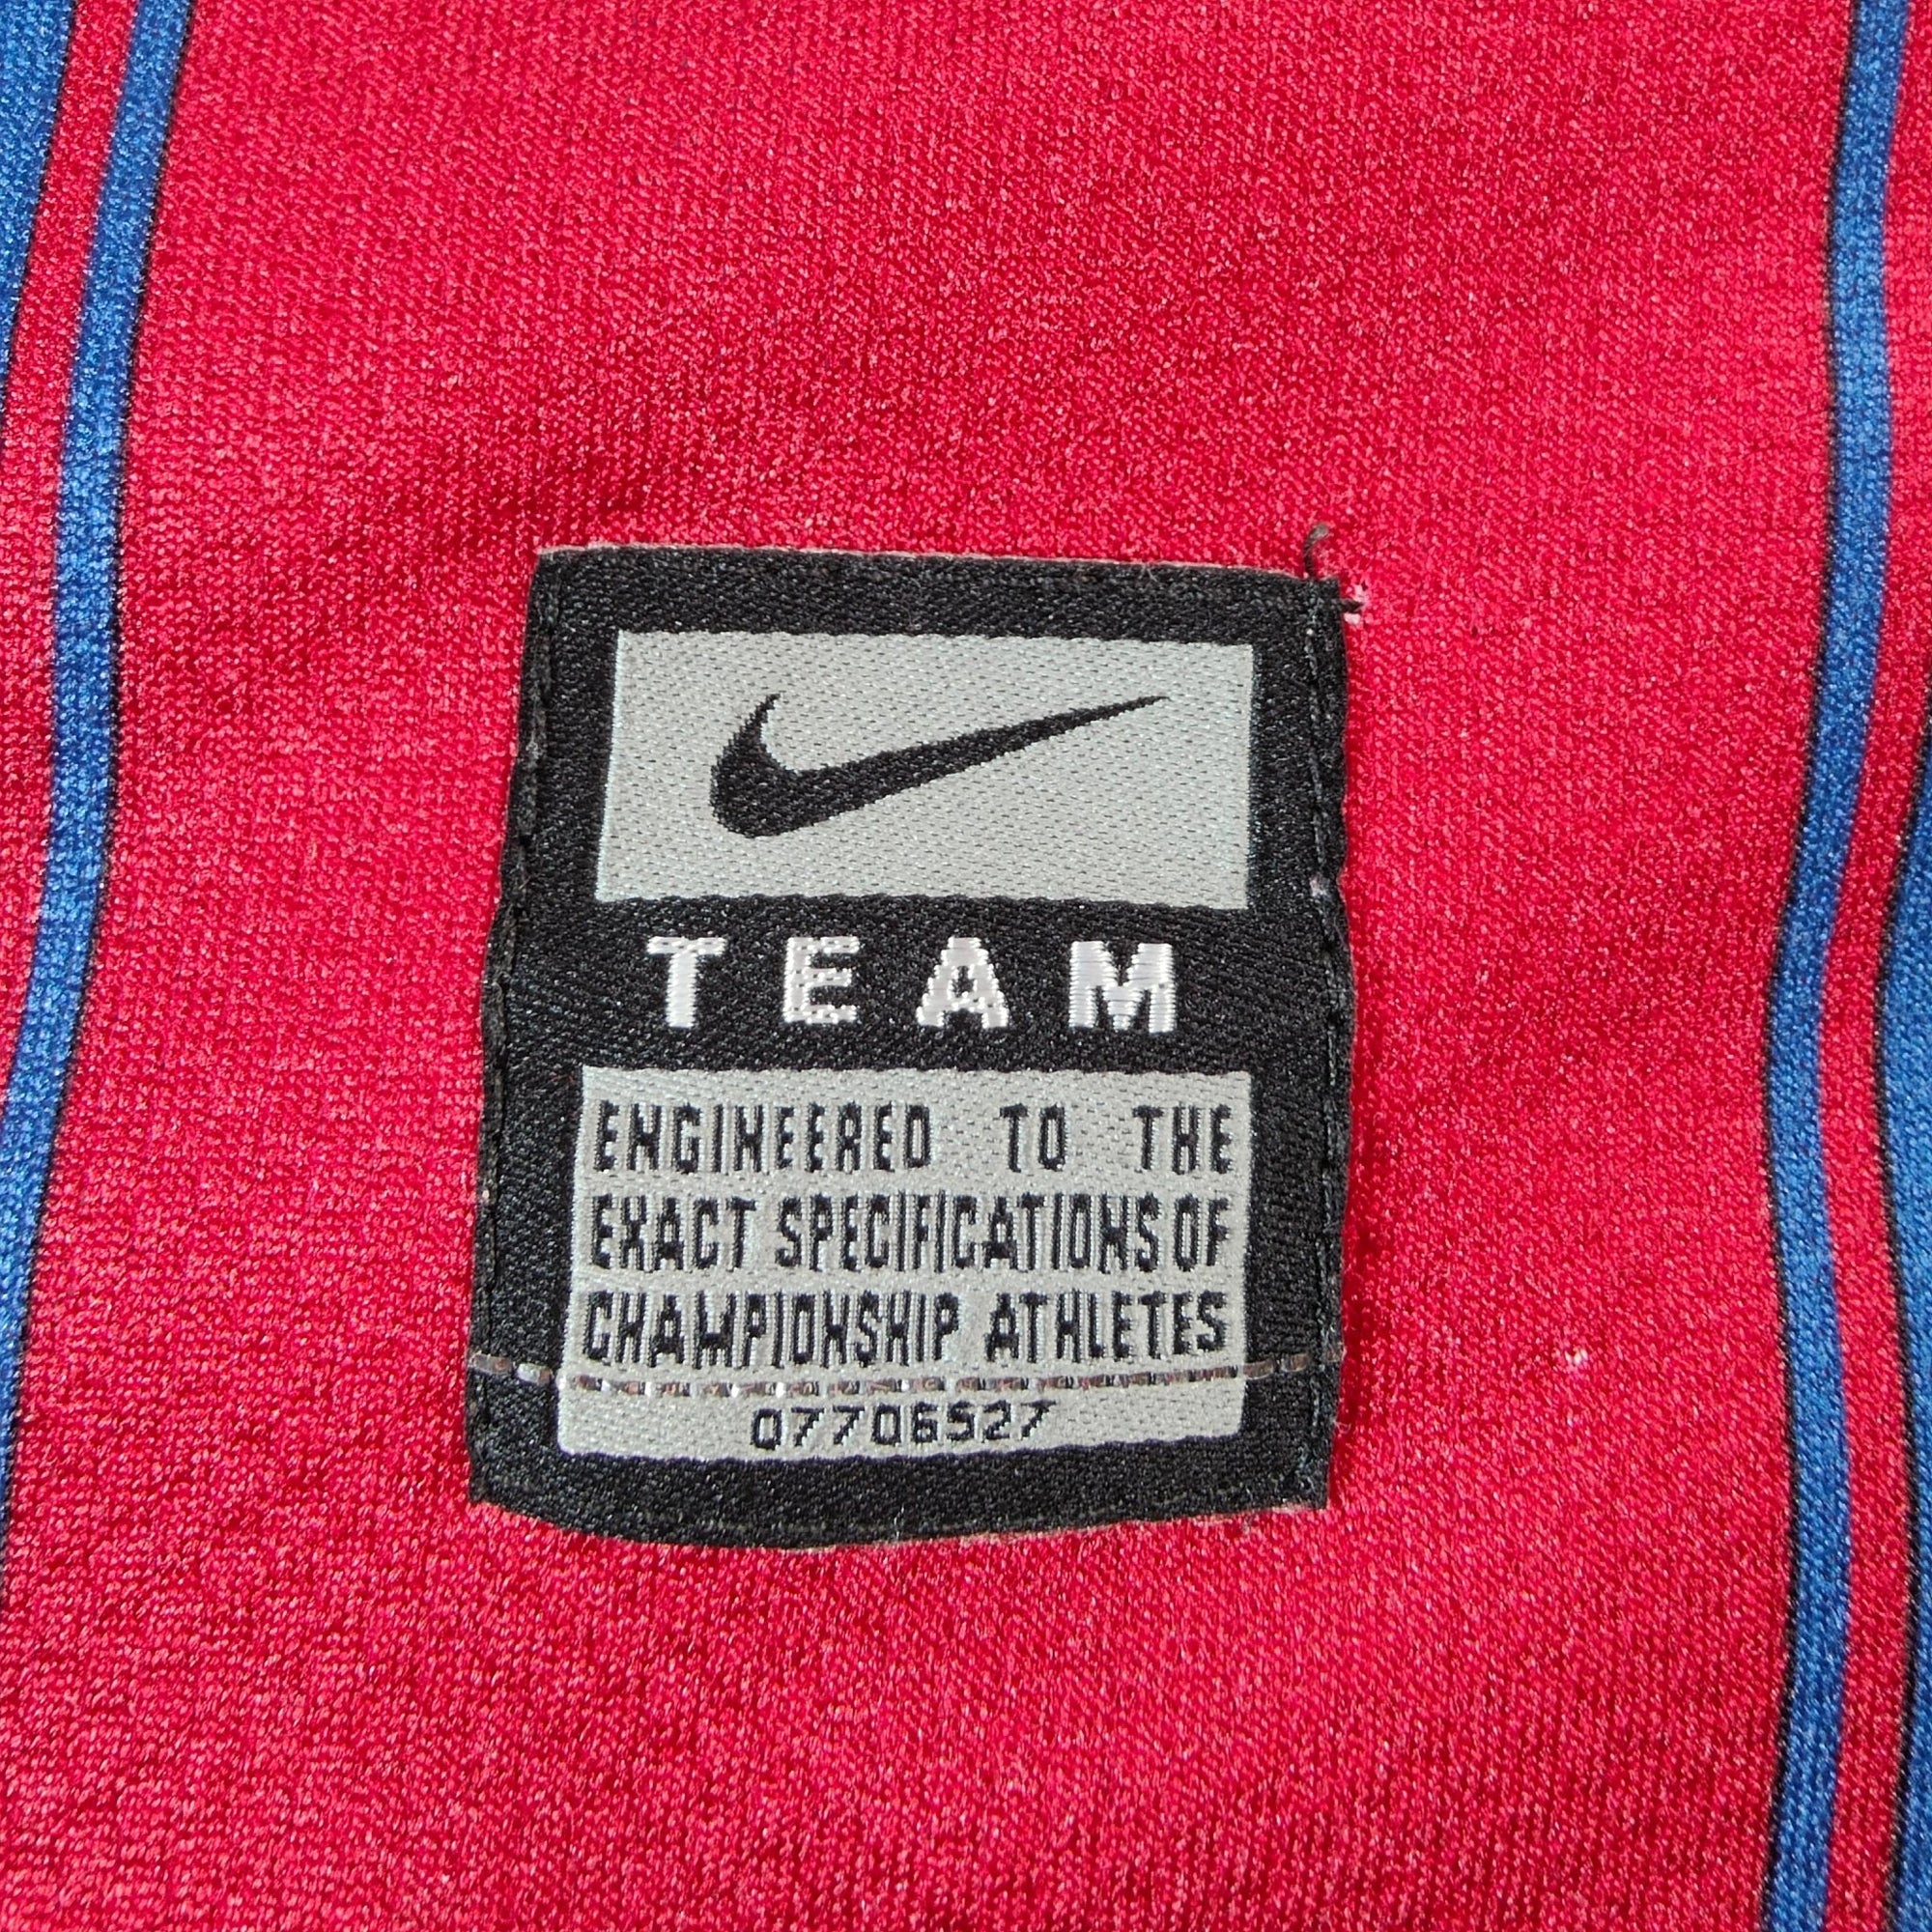 TEAM
ENGINEERED TO THE
EXACT SPECIFICATIONS OF
CHAMPIONSHIP ATHLETES
07706527